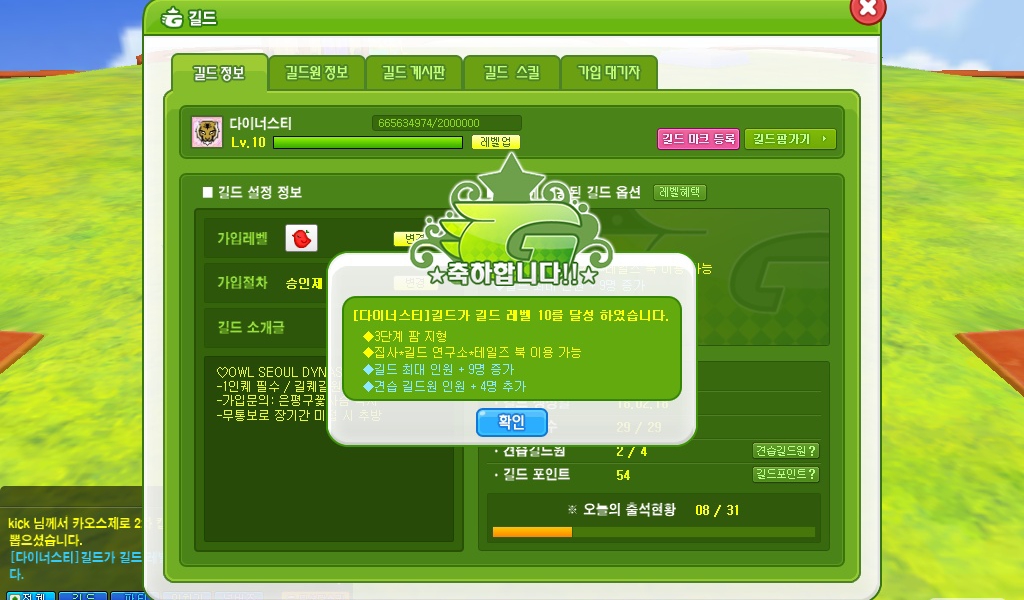 길드
길드 정보
길드원 정보
길드 게시판
길드 스킬
가입 대기자
다이너스티
665634974/2000000
Lv.10
레벨업
길드 마크 등록
길드팜가기
길드 설정 정보
된 길드 옵션
레벨혜택
가입레벨
가입절차 승인제
길드 소개글
★축하합니다!!★
[다이너스티]길드가 길드 레벨 10를 달성 하였습니다.
◆3단계 팜 지형
◆집사*길드 연구소*테일즈 북 이용 가능
◆길드 최대 인원 + 9명 증가
◆견습 길드원 인원 + 4명 추가
확인
♡OWL SEOUL DYNAS
-1인퀘 필수 / 길퀘길
-가입문의: 은평구꽃
-무통보로 장기간 미접 시 추방
29 / 29
· 견습길드원 2 / 4
견습길드원?
· 길드 포인트 54
길드포인트?
※ 오늘의 출석현황 08 / 31
kick 님께서 카오스제로 2
뽑으셨습니다.
[다이너스티]길드가 길드
다.
전체
길드
파티